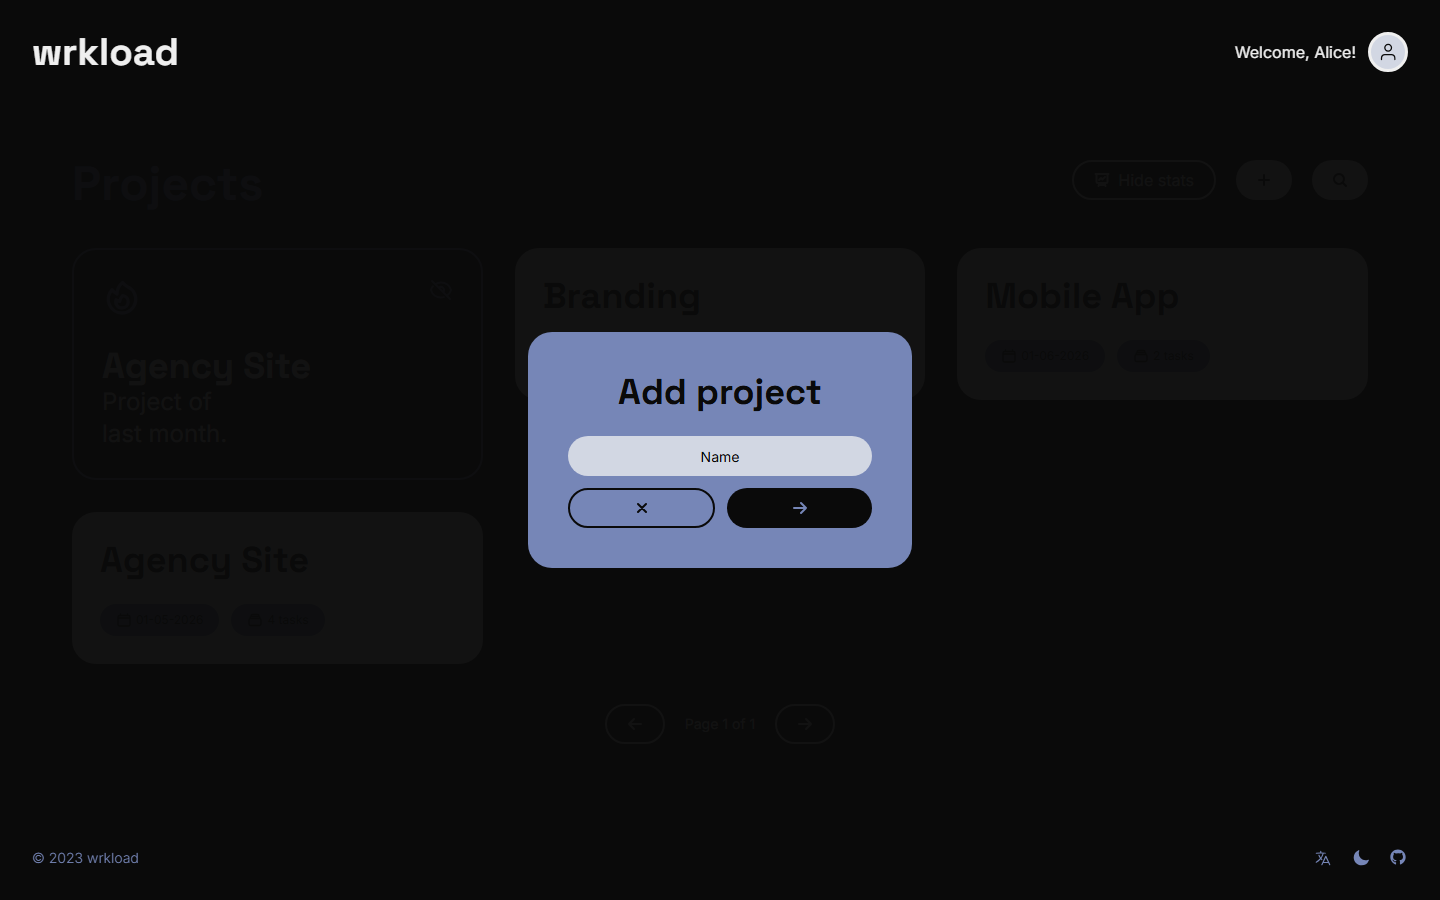 wrkload
Welcome, Alice!
Projects
Hide stats
Agency Site
Project of
last month.
Branding
Mobile App
Add project
Name
Agency Site
Page 1 of 1
© 2023 wrkload